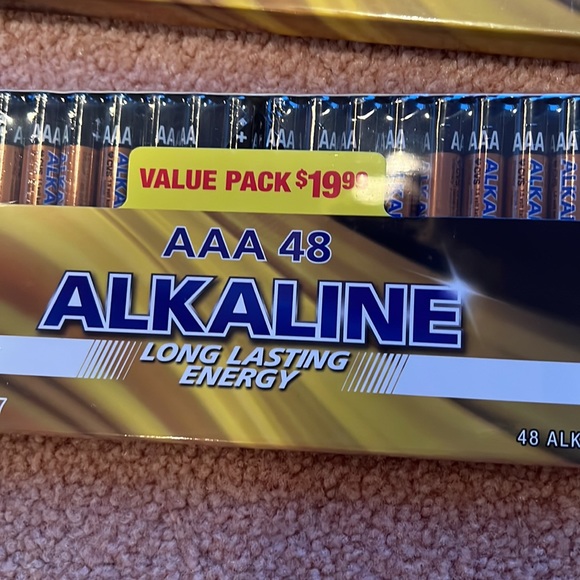 VALUE PACK $19.99
AAA 48
ALKALINE
LONG LASTING
ENERGY
48 ALK